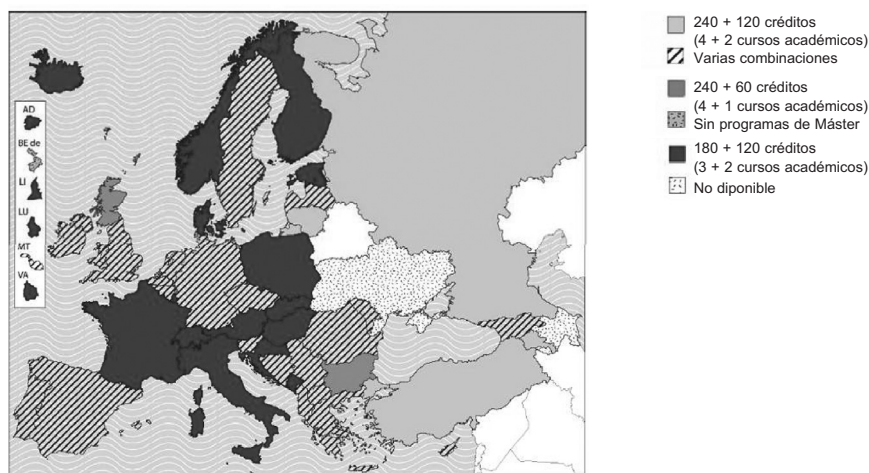 AD
BE de
LI
LU
MT
VA
240 + 120 créditos
(4 + 2 cursos académicos)
Varias combinaciones
240 + 60 créditos
(4 + 1 cursos académicos)
Sin programas de Máster
180 + 120 créditos
(3 + 2 cursos académicos)
No diponible